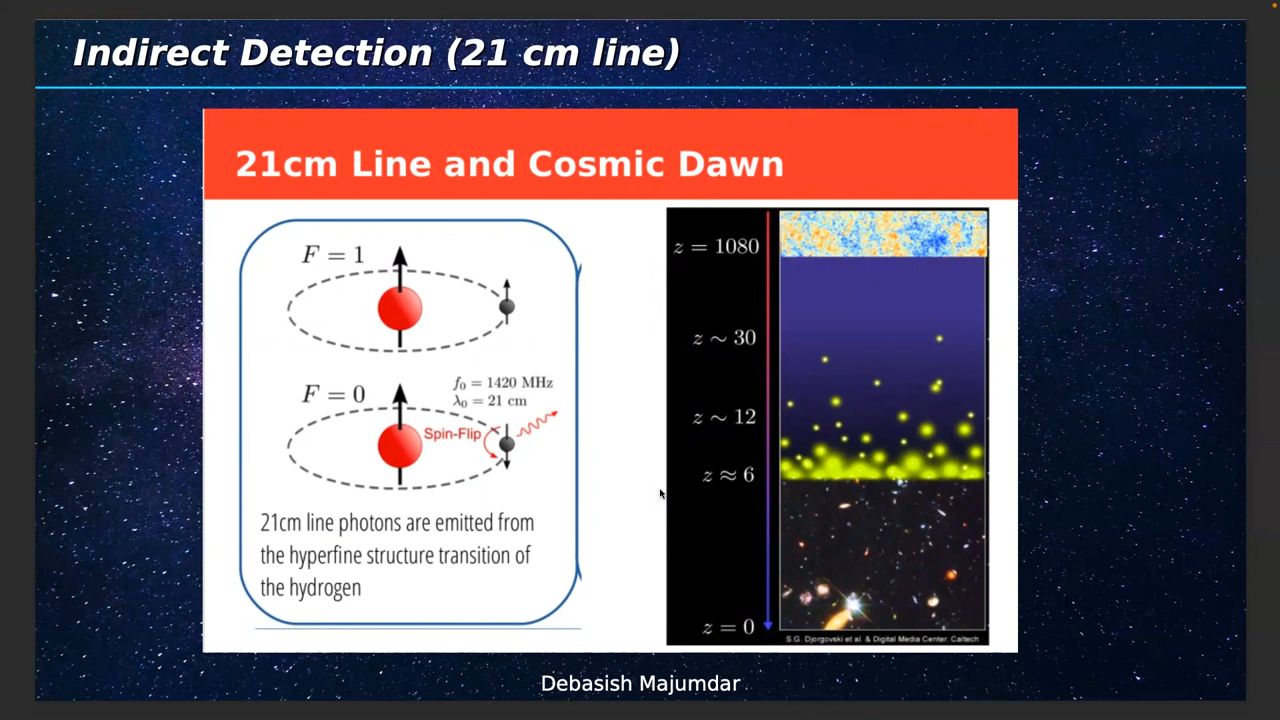 Indirect Detection (21 cm line)
21cm Line and Cosmic Dawn
F = 1
F = 0
f₀ = 1420 MHz
λ₀ = 21 cm
Spin-Flip
21cm line photons are emitted from
the hyperfine structure transition of
the hydrogen
z = 1080
z ∼ 30
z ∼ 12
z ≈ 6
z = 0
S.G. Djorgovski et al. & Digital Media Center, Caltech
Debasish Majumdar